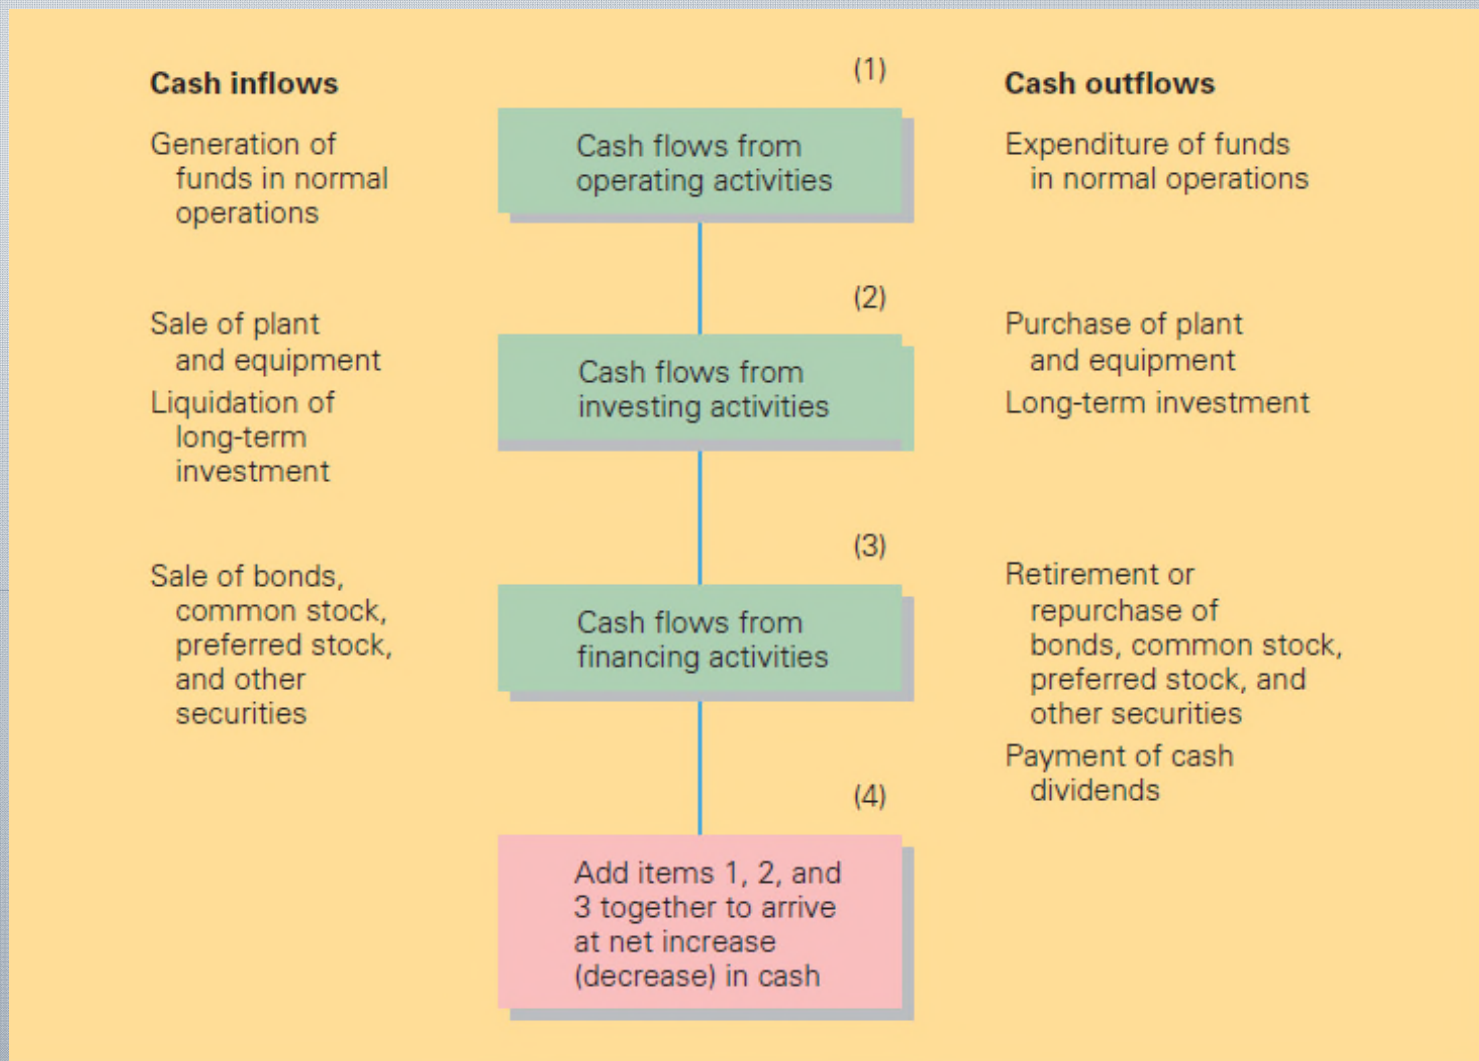 Cash inflows
Generation of
funds in normal
operations
Sale of plant
and equipment
Liquidation of
long-term
investment
Sale of bonds,
common stock,
preferred stock,
and other
securities
(1)
Cash flows from
operating activities
(2)
Cash flows from
investing activities
(3)
Cash flows from
financing activities
(4)
Add items 1, 2, and
3 together to arrive
at net increase
(decrease) in cash
Cash outflows
Expenditure of funds
in normal operations
Purchase of plant
and equipment
Long-term investment
Retirement or
repurchase of
bonds, common stock,
preferred stock, and
other securities
Payment of cash
dividends